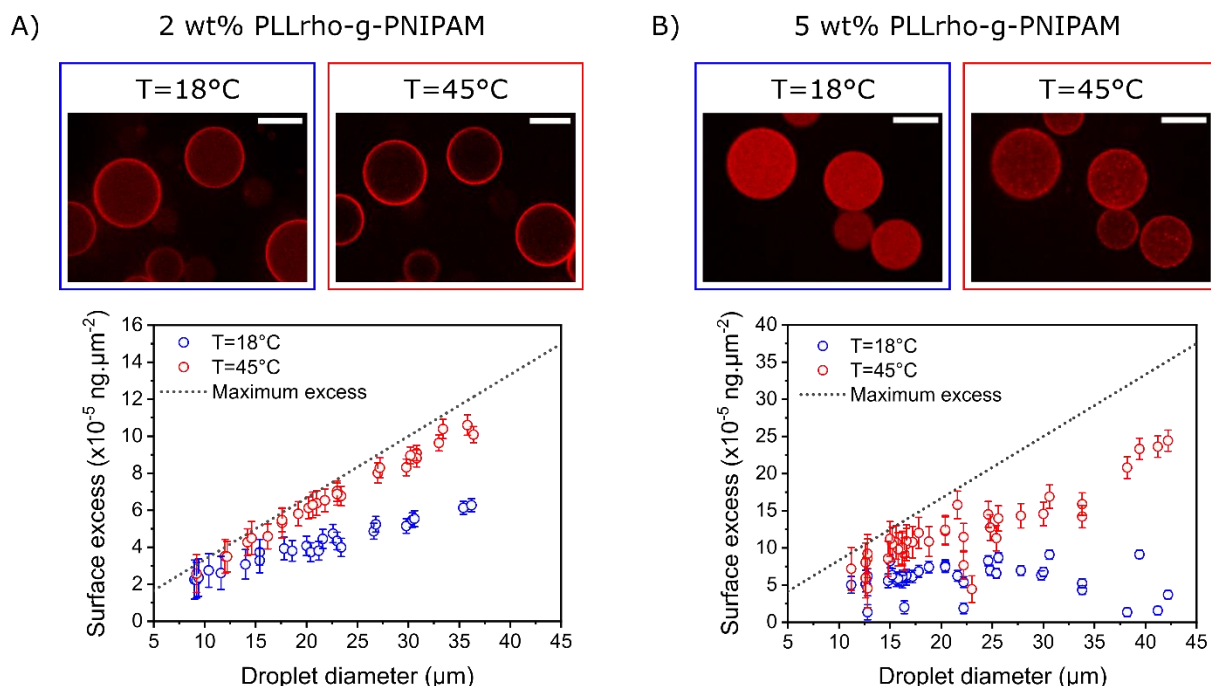 A) 2 wt% PLLrho-g-PNIPAM
T=18°C
T=45°C
16
14
12
10
8
6
4
2
0
Surface excess (x10-5 ng.µm-2)
T=18°C
T=45°C
Maximum excess
5 10 15 20 25 30 35 40 45
Droplet diameter (µm)
B) 5 wt% PLLrho-g-PNIPAM
T=18°C
T=45°C
40
35
30
25
20
15
10
5
0
Surface excess (x10-5 ng.µm-2)
T=18°C
T=45°C
Maximum excess
5 10 15 20 25 30 35 40 45
Droplet diameter (µm)